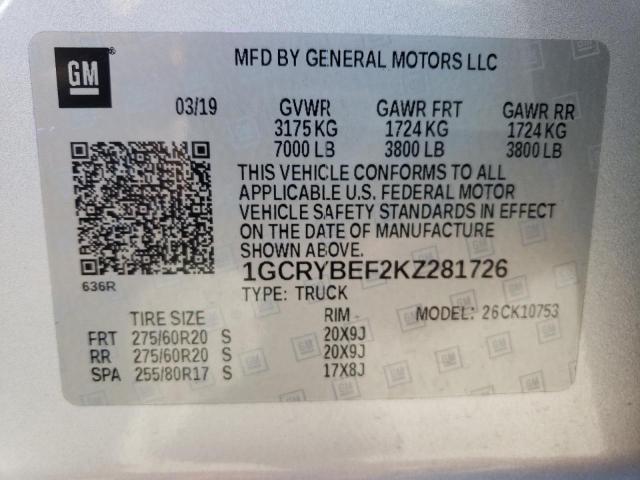 GM
MFD BY GENERAL MOTORS LLC
03/19 GVWR GAWR FRT GAWR RR
3175 KG 1724 KG 1724 KG
7000 LB 3800 LB 3800 LB
THIS VEHICLE CONFORMS TO ALL
APPLICABLE U.S. FEDERAL MOTOR
VEHICLE SAFETY STANDARDS IN EFFECT
ON THE DATE OF MANUFACTURE
SHOWN ABOVE.
636R
1GCRYBEF2KZ281726
TYPE: TRUCK
MODEL: 26CK10753
TIRE SIZE RIM
FRT 275/60R20 S 20X9J
RR 275/60R20 S 20X9J
SPA 255/80R17 S 17X8J